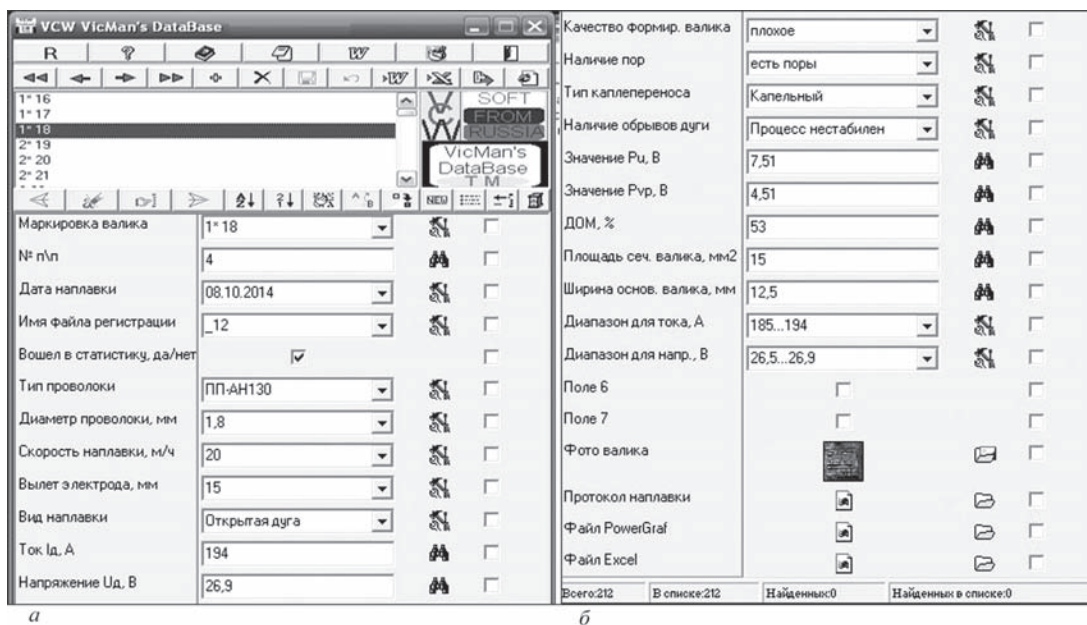 VCW VicMan's DataBase
R
W
W
1* 16
1* 17
1* 18
2* 19
2* 20
2* 21
VCW
SOFT
FROM
RUSSIA
VicMan's
DataBase
T M
NEW
Маркировка валика 1* 18
№ п\п 4
Дата наплавки 08.10.2014
Имя файла регистрации _12
Вошел в статистику, да/нет
Тип проволоки ПП-АН130
Диаметр проволоки, мм 1,8
Скорость наплавки, м/ч 20
Вылет электрода, мм 15
Вид наплавки Открытая дуга
Ток Iд, А 194
Напряжение Uд, В 26,9
а
Качество формир. валика плохое
Наличие пор есть поры
Тип каплепереноса Капельный
Наличие обрывов дуги Процесс нестабилен
Значение Pu, В 7,51
Значение Pvp, В 4,51
ДОМ, % 53
Площадь сеч. валика, мм2 15
Ширина основ. валика, мм 12,5
Диапазон для тока, А 185...194
Диапазон для напр., В 26,5...26,9
Поле 6
Поле 7
Фото валика
Протокол наплавки
Файл PowerGraf
Файл Excel
Всего:212 В списке:212 Найденных:0 Найденных в списке:0
б